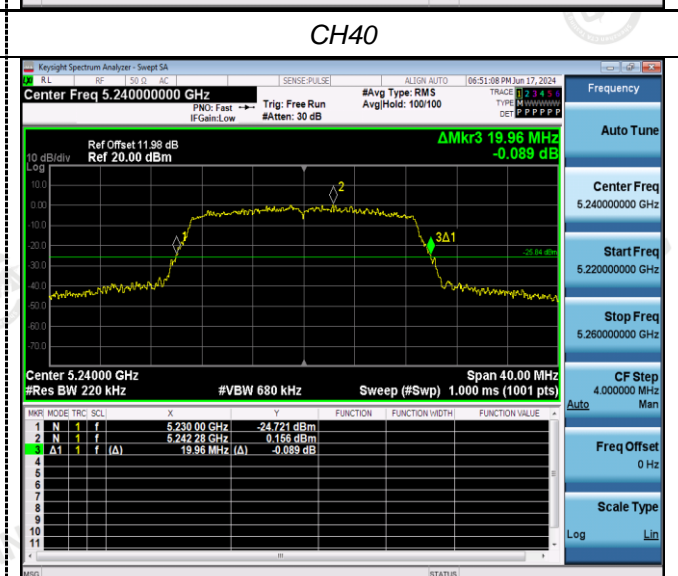 CH40
Keysight Spectrum Analyzer - Swept SA
RL RF 50 Ω AC SENSE:PULSE ALIGN AUTO 06:51:08 PM Jun 17, 2024
Center Freq 5.240000000 GHz
PNO: Fast
IFGain:Low
Trig: Free Run
#Atten: 30 dB
#Avg Type: RMS
Avg|Hold: 100/100
TRACE 1 2 3 4 5 6
TYPE M W W W W W
DET P P P P P P
Frequency
Auto Tune
Ref Offset 11.98 dB
Ref 20.00 dBm
10 dB/div
Log
ΔMkr3 19.96 MHz
-0.089 dB
10.0
0.00
-10.0
-20.0
-30.0
-40.0
-50.0
-60.0
-70.0
1
2
3Δ1
-25.84 dBm
Center 5.24000 GHz
#Res BW 220 kHz
#VBW 680 kHz
Span 40.00 MHz
Sweep (#Swp) 1.000 ms (1001 pts)
MKR MODE TRC SCL X Y FUNCTION FUNCTION WIDTH FUNCTION VALUE
1 N 1 f 5.230 00 GHz -24.721 dBm
2 N 1 f 5.242 28 GHz 0.156 dBm
3 Δ1 1 f (Δ) 19.96 MHz (Δ) -0.089 dB
4
5
6
7
8
9
10
11
Center Freq
5.240000000 GHz
Start Freq
5.220000000 GHz
Stop Freq
5.260000000 GHz
CF Step
4.000000 MHz
Auto Man
Freq Offset
0 Hz
Scale Type
Log Lin
MSG STATUS